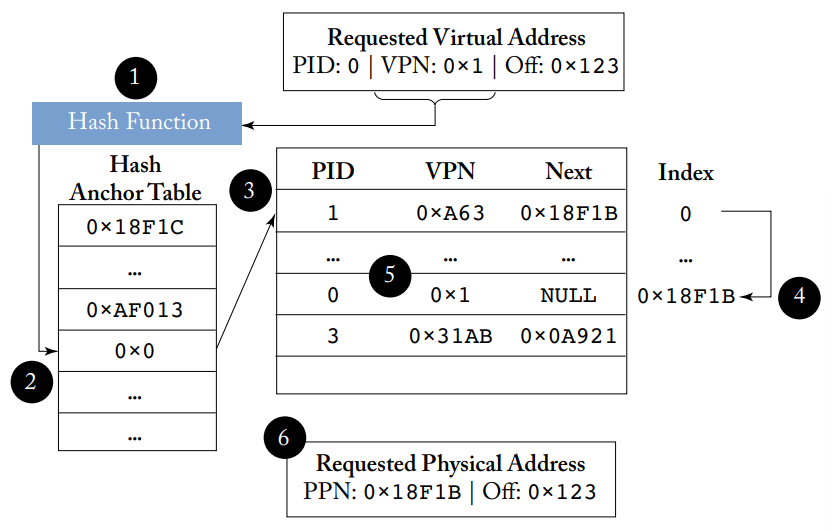 Requested Virtual Address
PID: 0 | VPN: 0×1 | Off: 0×123
1
Hash Function
Hash
Anchor Table
0×18F1C
…
0×AF013
0×0
…
…
2
3
PID VPN Next Index
1 0×A63 0×18F1B 0
… … … …
5
0 0×1 NULL 0×18F1B
4
3 0×31AB 0×0A921
6
Requested Physical Address
PPN: 0×18F1B | Off: 0×123